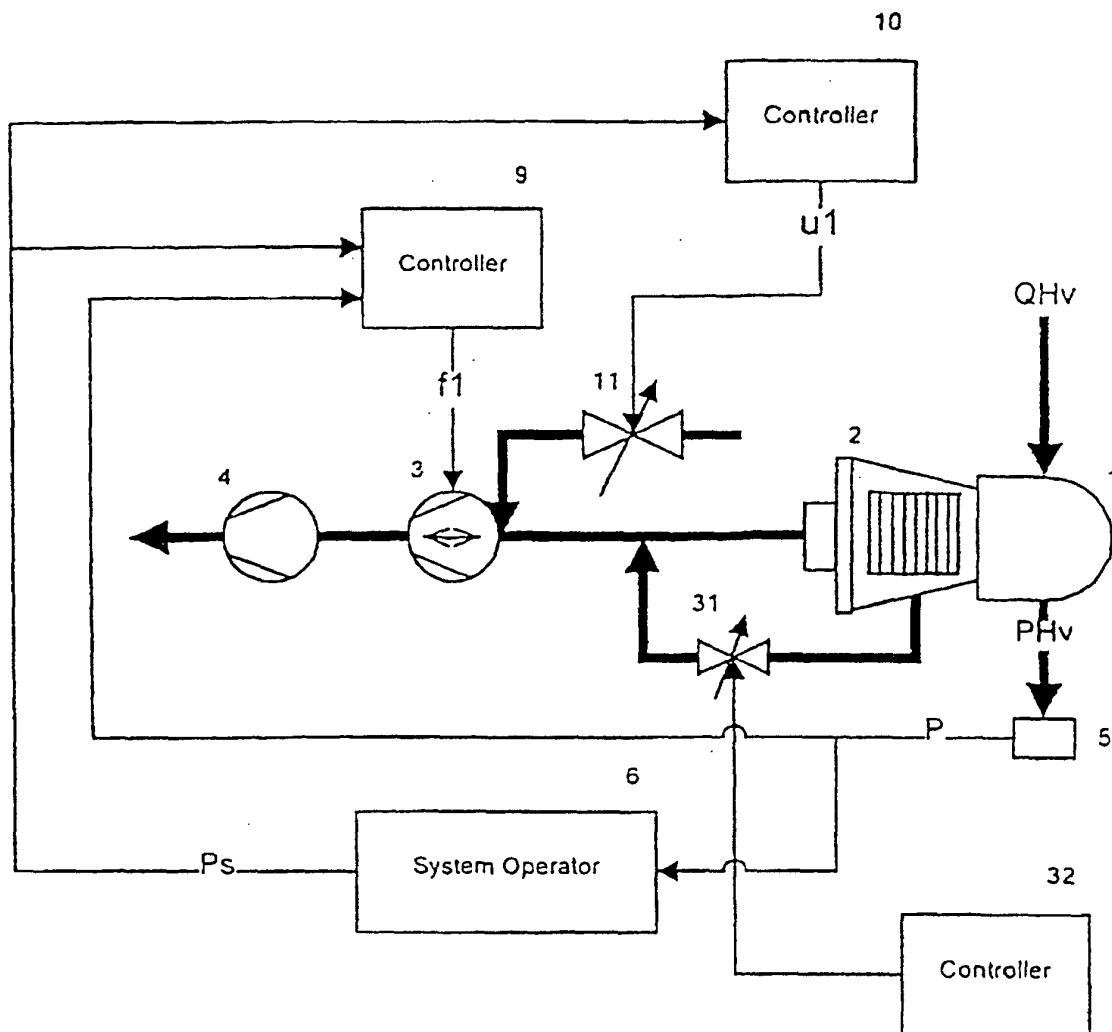 10
Controller
u1
9
Controller
f1
QHv
11
2
1
4
3
31
PHv
P
5
6
System Operator
Ps
32
Controller